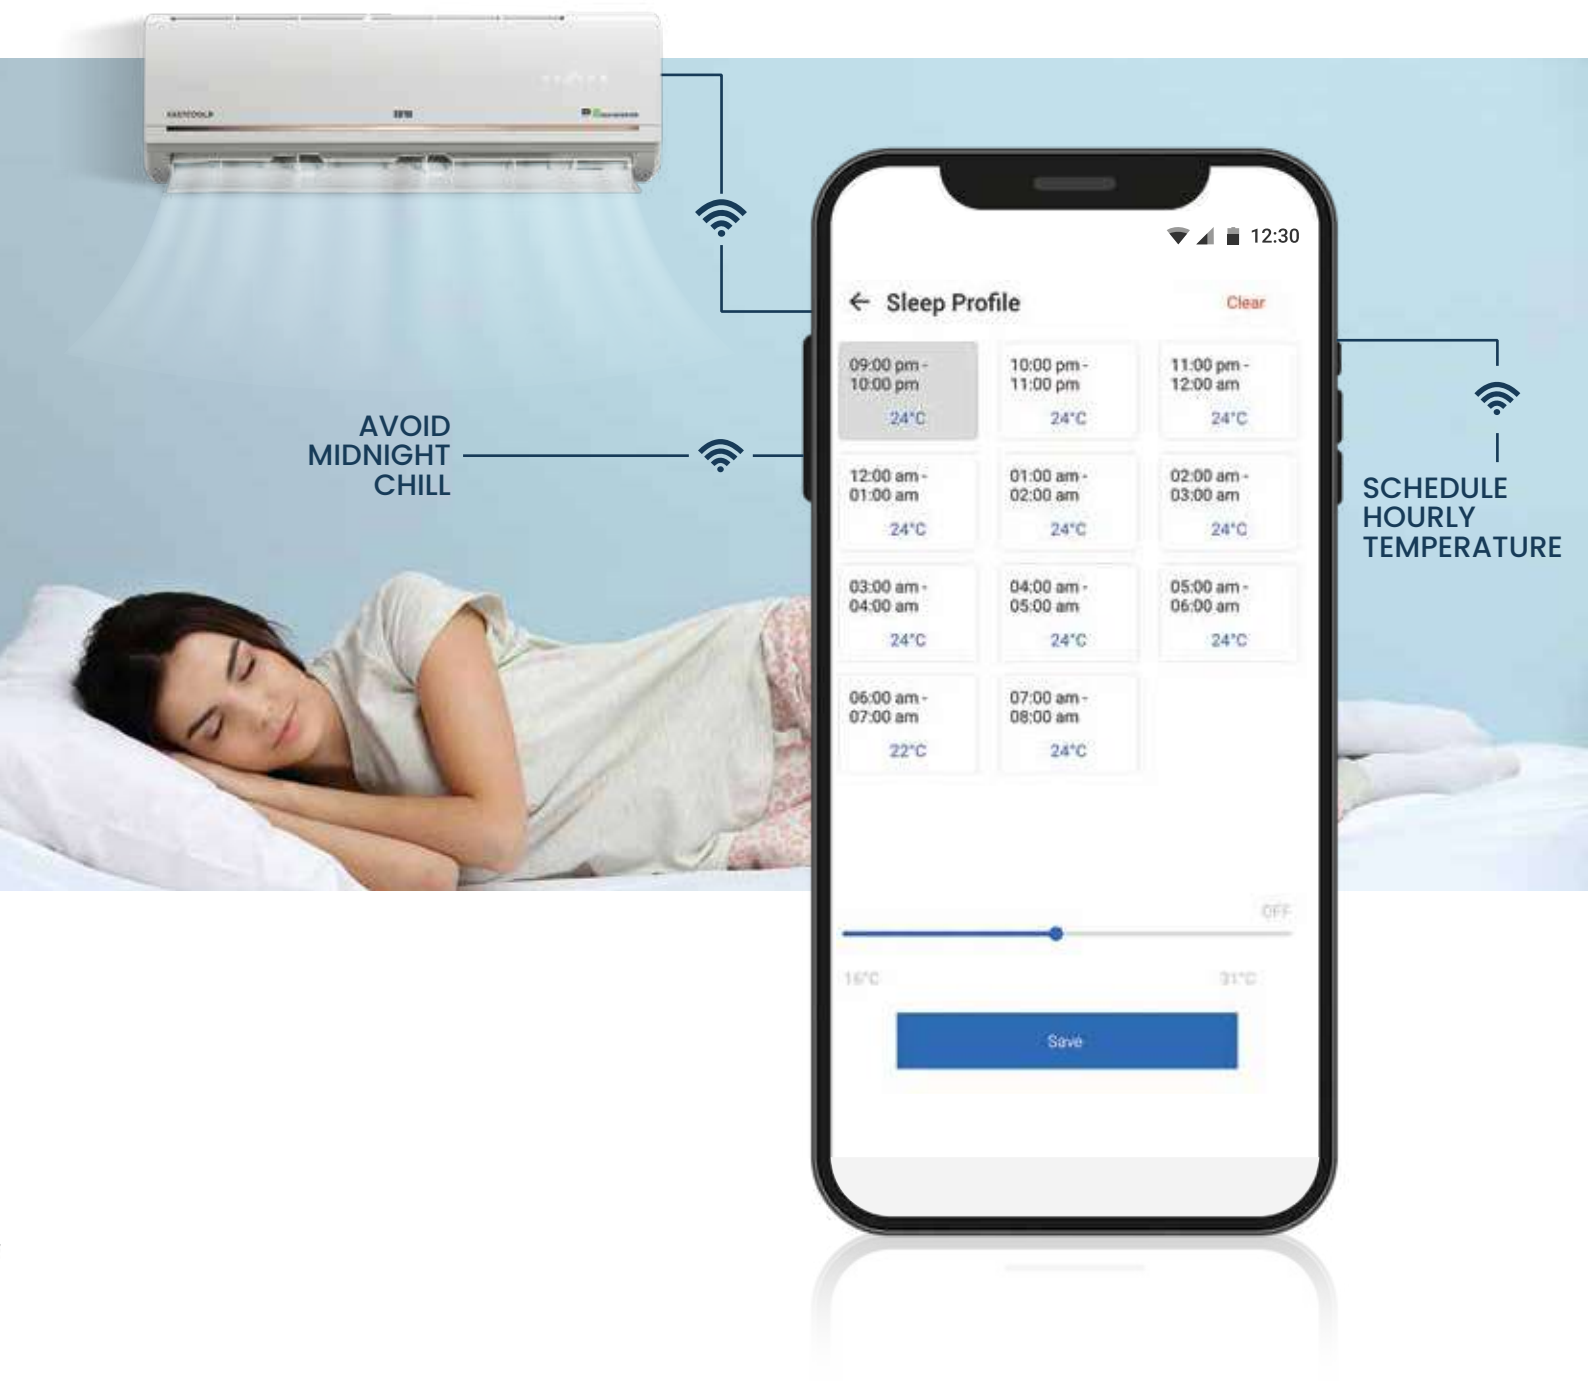 FASTCOOL
IFB
12:30
Sleep Profile
Clear
09:00 pm -
10:00 pm
24°C
10:00 pm -
11:00 pm
24°C
11:00 pm -
12:00 am
24°C
12:00 am -
01:00 am
24°C
01:00 am -
02:00 am
24°C
02:00 am -
03:00 am
24°C
03:00 am -
04:00 am
24°C
04:00 am -
05:00 am
24°C
05:00 am -
06:00 am
24°C
06:00 am -
07:00 am
22°C
07:00 am -
08:00 am
24°C
OFF
16°C
31°C
Save
AVOID
MIDNIGHT
CHILL
SCHEDULE
HOURLY
TEMPERATURE